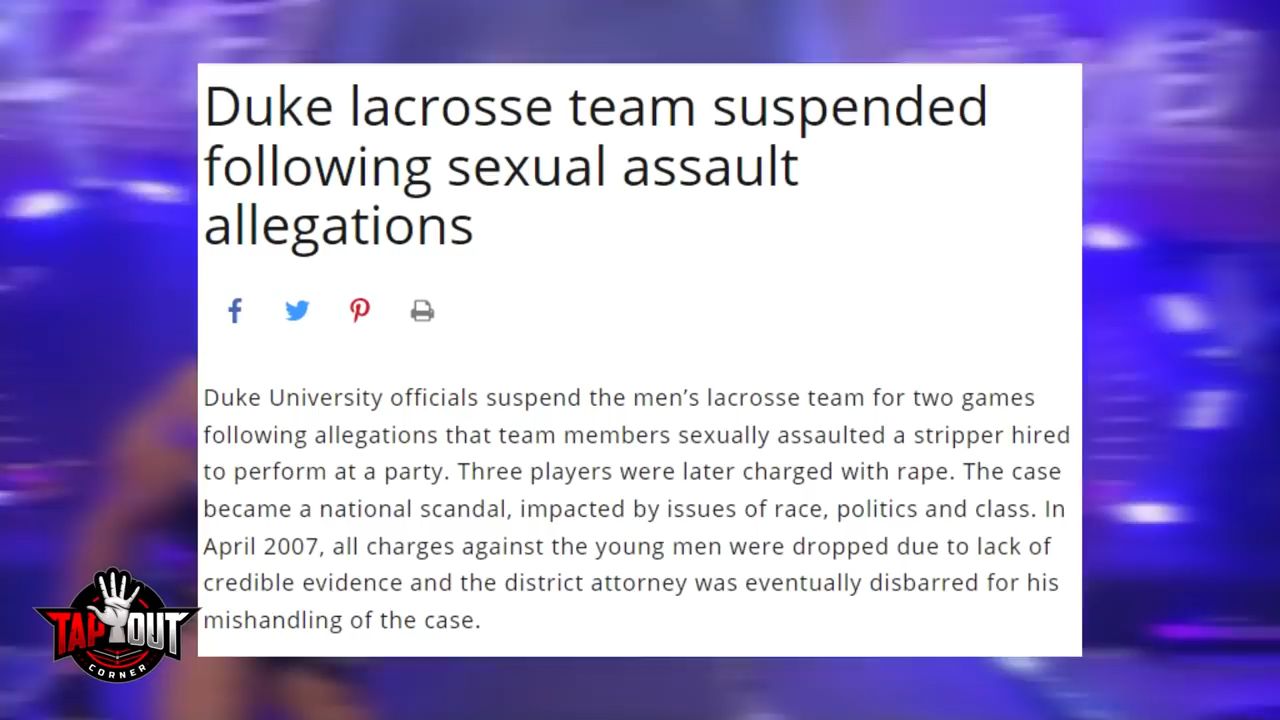 Duke lacrosse team suspended
following sexual assault
allegations
Duke University officials suspend the men’s lacrosse team for two games
following allegations that team members sexually assaulted a stripper hired
to perform at a party. Three players were later charged with rape. The case
became a national scandal, impacted by issues of race, politics and class. In
April 2007, all charges against the young men were dropped due to lack of
credible evidence and the district attorney was eventually disbarred for his
mishandling of the case.
TAP OUT
CORNER